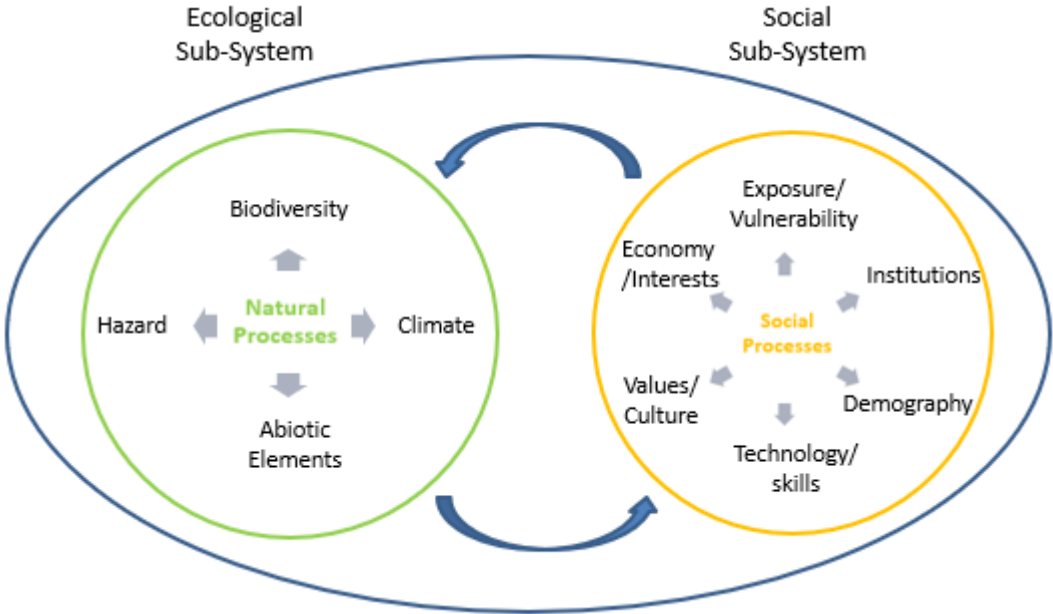 Ecological
Sub-System
Social
Sub-System
Biodiversity
Hazard
Natural
Processes
Climate
Abiotic
Elements
Exposure/
Vulnerability
Economy
/Interests
Institutions
Social
Processes
Values/
Culture
Demography
Technology/
skills